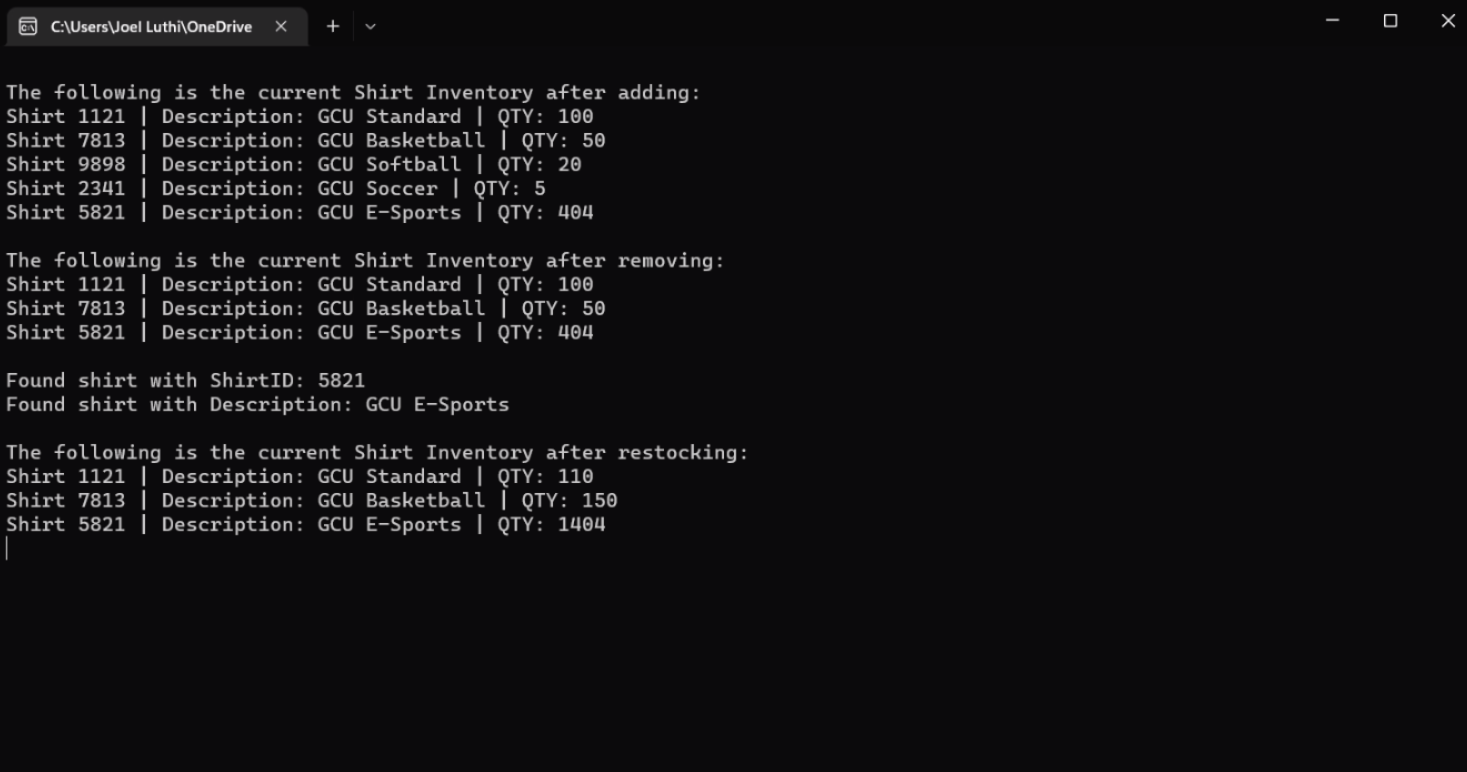 C:\Users\Joel Luthi\OneDrive
The following is the current Shirt Inventory after adding:
Shirt 1121 | Description: GCU Standard | QTY: 100
Shirt 7813 | Description: GCU Basketball | QTY: 50
Shirt 9898 | Description: GCU Softball | QTY: 20
Shirt 2341 | Description: GCU Soccer | QTY: 5
Shirt 5821 | Description: GCU E-Sports | QTY: 404
The following is the current Shirt Inventory after removing:
Shirt 1121 | Description: GCU Standard | QTY: 100
Shirt 7813 | Description: GCU Basketball | QTY: 50
Shirt 5821 | Description: GCU E-Sports | QTY: 404
Found shirt with ShirtID: 5821
Found shirt with Description: GCU E-Sports
The following is the current Shirt Inventory after restocking:
Shirt 1121 | Description: GCU Standard | QTY: 110
Shirt 7813 | Description: GCU Basketball | QTY: 150
Shirt 5821 | Description: GCU E-Sports | QTY: 1404